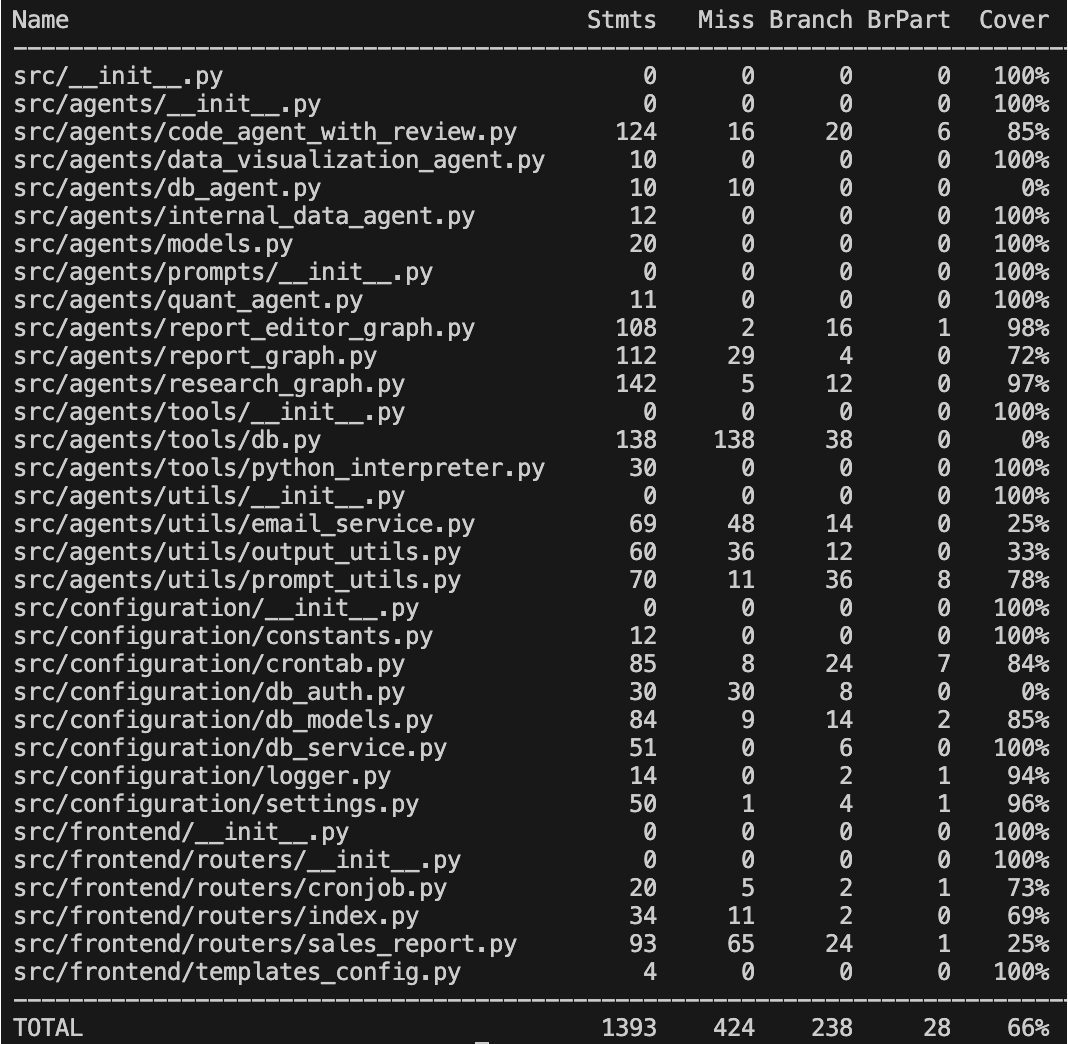 Name Stmts Miss Branch BrPart Cover
src/__init__.py 0 0 0 0 100%
src/agents/__init__.py 0 0 0 0 100%
src/agents/code_agent_with_review.py 124 16 20 6 85%
src/agents/data_visualization_agent.py 10 0 0 0 100%
src/agents/db_agent.py 10 10 0 0 0%
src/agents/internal_data_agent.py 12 0 0 0 100%
src/agents/models.py 20 0 0 0 100%
src/agents/prompts/__init__.py 0 0 0 0 100%
src/agents/quant_agent.py 11 0 0 0 100%
src/agents/report_editor_graph.py 108 2 16 1 98%
src/agents/report_graph.py 112 29 4 0 72%
src/agents/research_graph.py 142 5 12 0 97%
src/agents/tools/__init__.py 0 0 0 0 100%
src/agents/tools/db.py 138 138 38 0 0%
src/agents/tools/python_interpreter.py 30 0 0 0 100%
src/agents/utils/__init__.py 0 0 0 0 100%
src/agents/utils/email_service.py 69 48 14 0 25%
src/agents/utils/output_utils.py 60 36 12 0 33%
src/agents/utils/prompt_utils.py 70 11 36 8 78%
src/configuration/__init__.py 0 0 0 0 100%
src/configuration/constants.py 12 0 0 0 100%
src/configuration/crontab.py 85 8 24 7 84%
src/configuration/db_auth.py 30 30 8 0 0%
src/configuration/db_models.py 84 9 14 2 85%
src/configuration/db_service.py 51 0 6 0 100%
src/configuration/logger.py 14 0 2 1 94%
src/configuration/settings.py 50 1 4 1 96%
src/frontend/__init__.py 0 0 0 0 100%
src/frontend/routers/__init__.py 0 0 0 0 100%
src/frontend/routers/cronjob.py 20 5 2 1 73%
src/frontend/routers/index.py 34 11 2 0 69%
src/frontend/routers/sales_report.py 93 65 24 1 25%
src/frontend/templates_config.py 4 0 0 0 100%
TOTAL 1393 424 238 28 66%